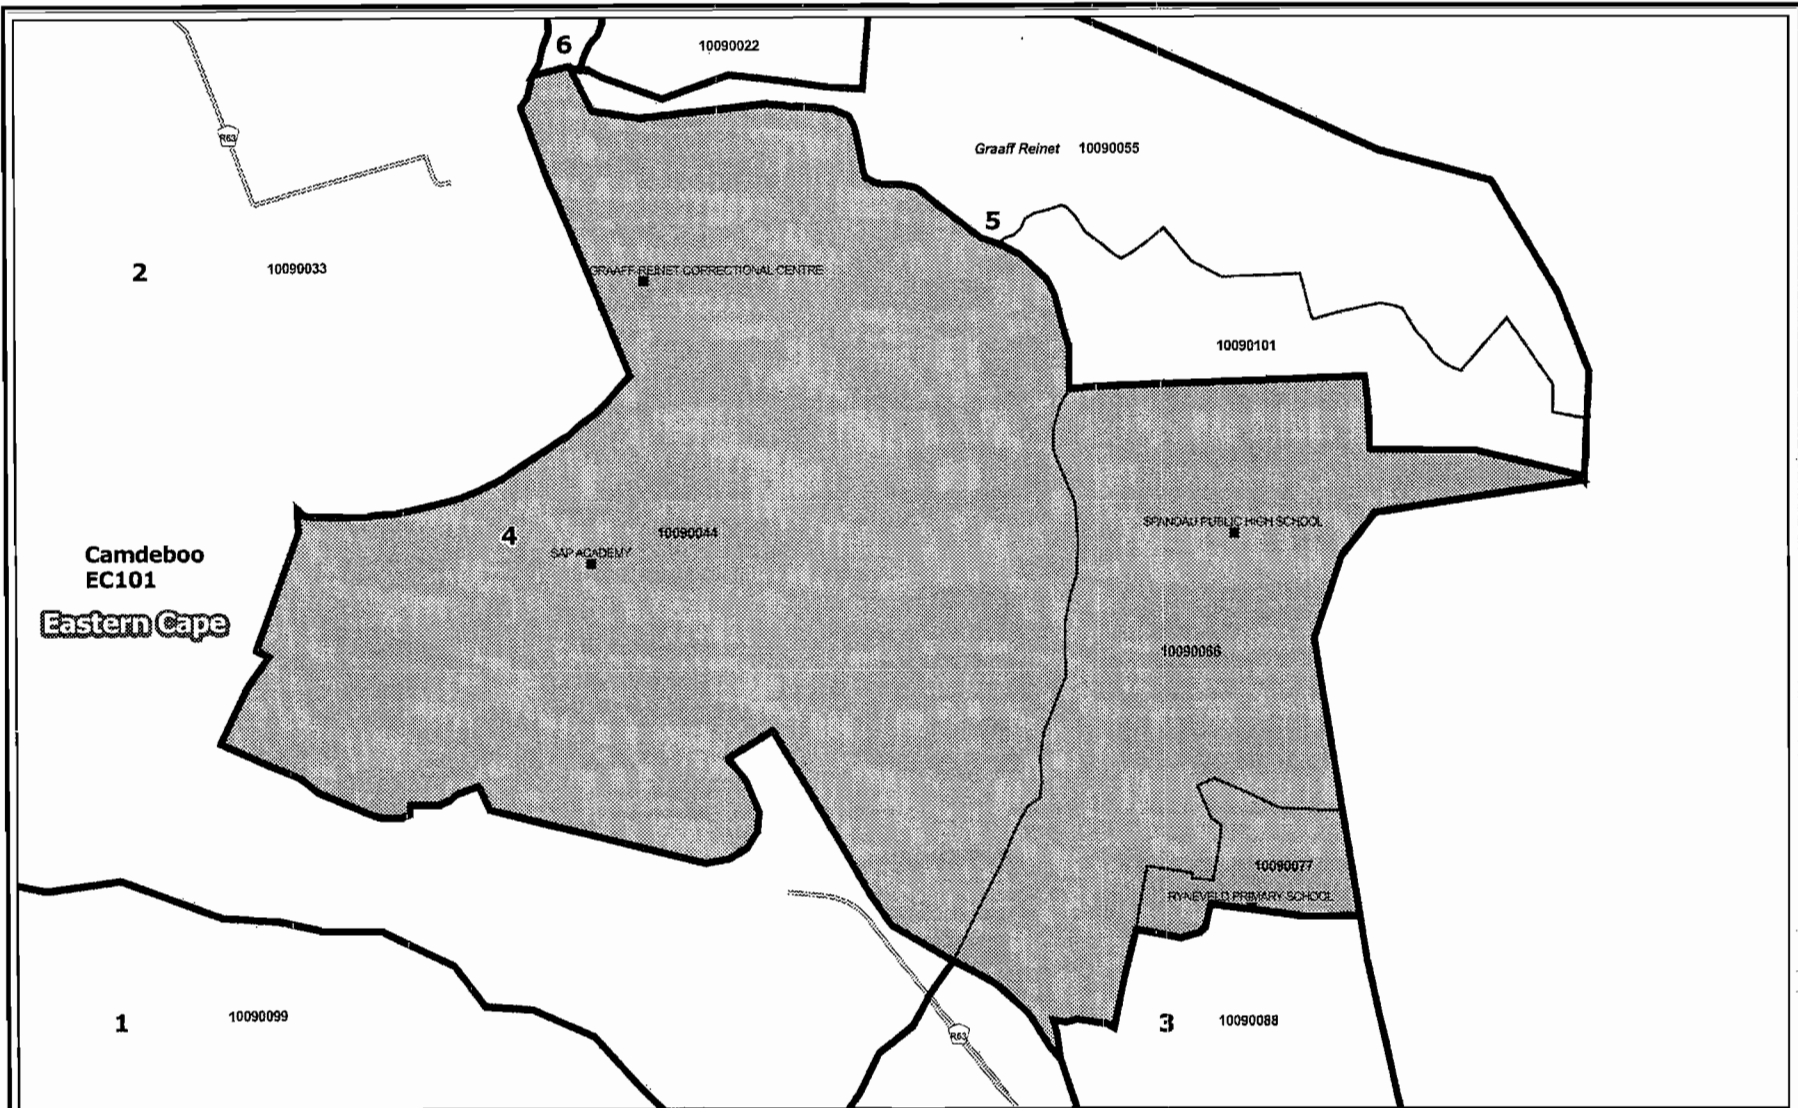 6
10090022
R63
Graaff Reinet 10090055
5
2
10090033
GRAAFF-REINET CORRECTIONAL CENTRE
10090101
4
10090044
SPANDAU PUBLIC HIGH SCHOOL
SAP ACADEMY
Camdeboo
EC101
Eastern Cape
10090066
10090077
RYNEVELD PRIMARY SCHOOL
1
10090099
R63
3
10090088